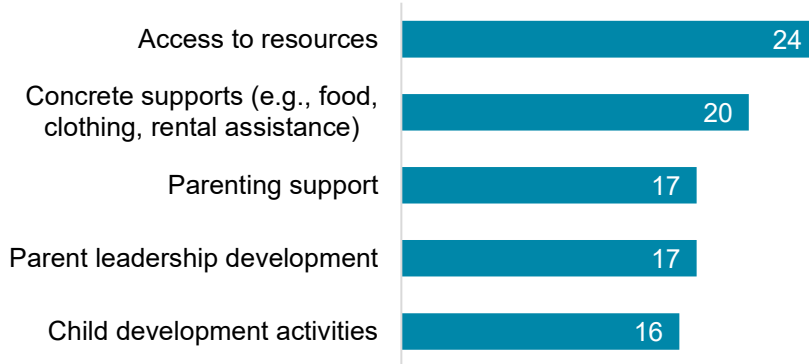 Access to resources
24
Concrete supports (e.g., food,
clothing, rental assistance)
20
Parenting support
17
Parent leadership development
17
Child development activities
16